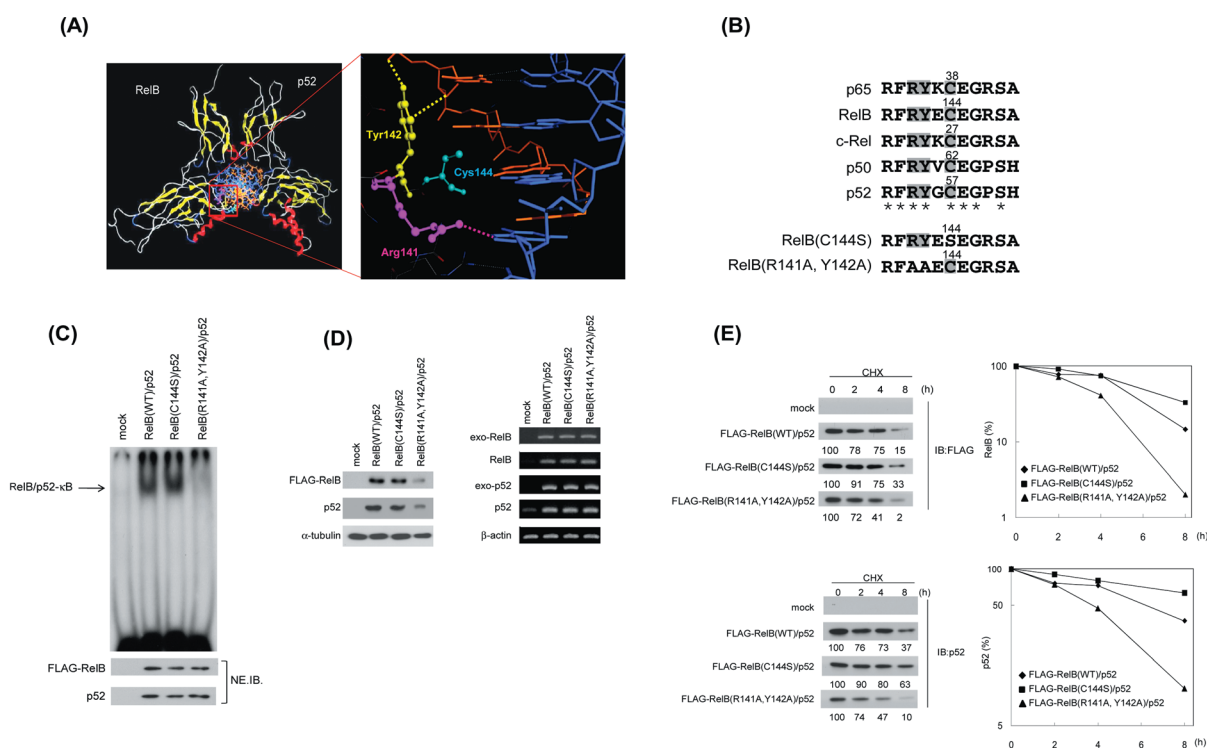 (A)
RelB
p52
Tyr142
Cys144
Arg141
(B)
38
p65 RFRYKCEGRSA
144
RelB RFRYECEGRSA
27
c-Rel RFRYKCEGRSA
62
p50 RFRYVCEGPSH
57
p52 RFRYGCEGPSH
**** *** *
144
RelB(C144S) RFRYESEGRSA
144
RelB(R141A, Y142A) RFAAECEGRSA
(C)
mock
RelB(WT)/p52
RelB(C144S)/p52
RelB(R141A,Y142A)/p52
RelB/p52-κB
FLAG-RelB
p52
NE.IB.
(D)
mock
RelB(WT)/p52
RelB(C144S)/p52
RelB(R141A,Y142A)/p52
FLAG-RelB
p52
α-tubulin
mock
RelB(WT)/p52
RelB(C144S)/p52
RelB(R141A,Y142A)/p52
exo-RelB
RelB
exo-p52
p52
β-actin
(E)
CHX
0 2 4 8 (h)
mock
FLAG-RelB(WT)/p52
100 78 75 15
FLAG-RelB(C144S)/p52
100 91 75 33
FLAG-RelB(R141A,Y142A)/p52
100 72 41 2
IB:FLAG
100
10
1
RelB (%)
FLAG-RelB(WT)/p52
FLAG-RelB(C144S)/p52
FLAG-RelB(R141A, Y142A)/p52
0 2 4 6 8 (h)
CHX
0 2 4 8 (h)
mock
FLAG-RelB(WT)/p52
100 76 73 37
FLAG-RelB(C144S)/p52
100 90 80 63
FLAG-RelB(R141A,Y142A)/p52
100 74 47 10
IB:p52
100
50
5
p52 (%)
FLAG-RelB(WT)/p52
FLAG-RelB(C144S)/p52
FLAG-RelB(R141A, Y142A)/p52
0 2 4 6 8 (h)